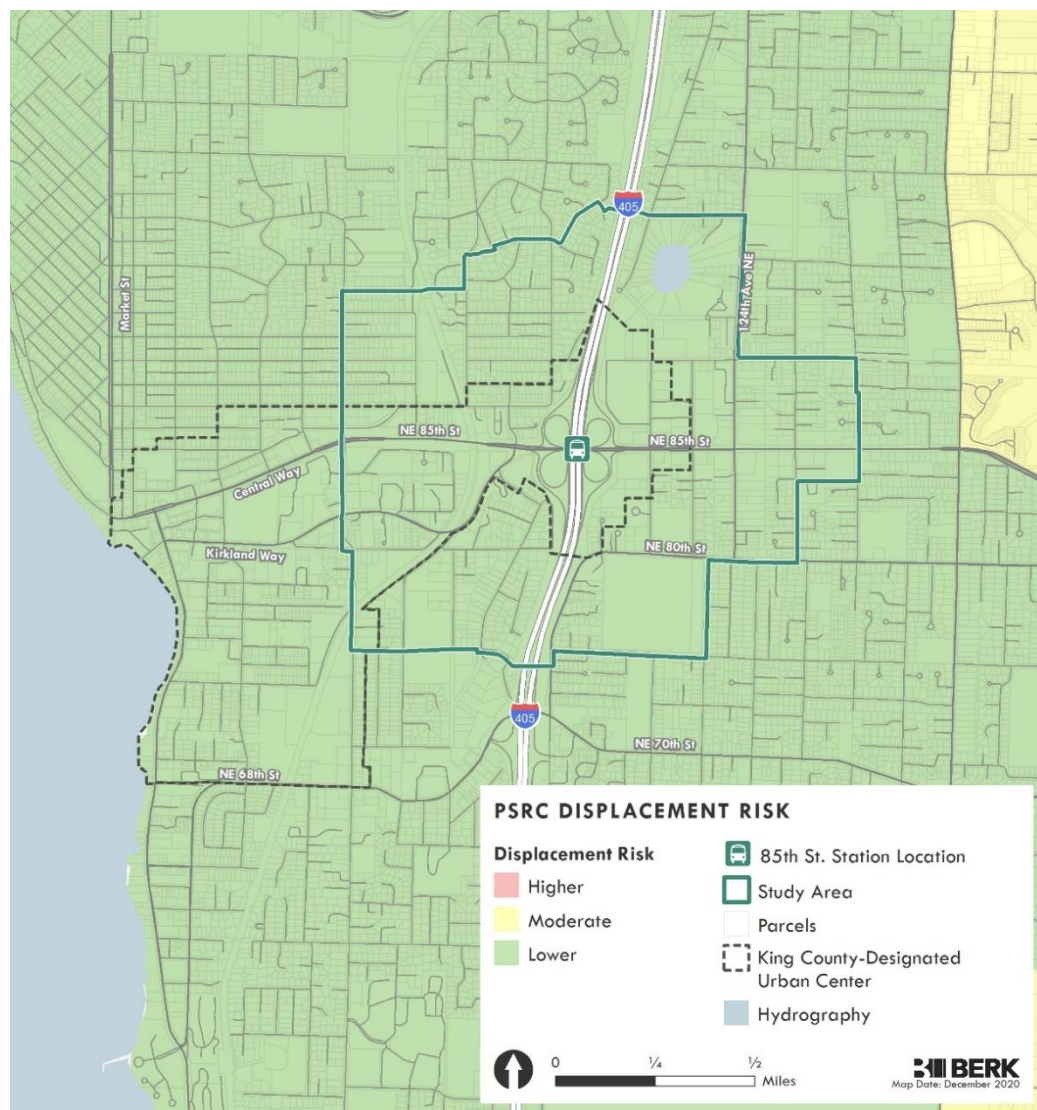 405
Market St
124th Ave NE
NE 85th St
NE 85th St
Central Way
Kirkland Way
NE 80th St
405
NE 70th St
NE 68th St
PSRC DISPLACEMENT RISK
Displacement Risk
Higher
Moderate
Lower
85th St. Station Location
Study Area
Parcels
King County-Designated
Urban Center
Hydrography
0 ¼ ½
Miles
BERK
Map Date: December 2020